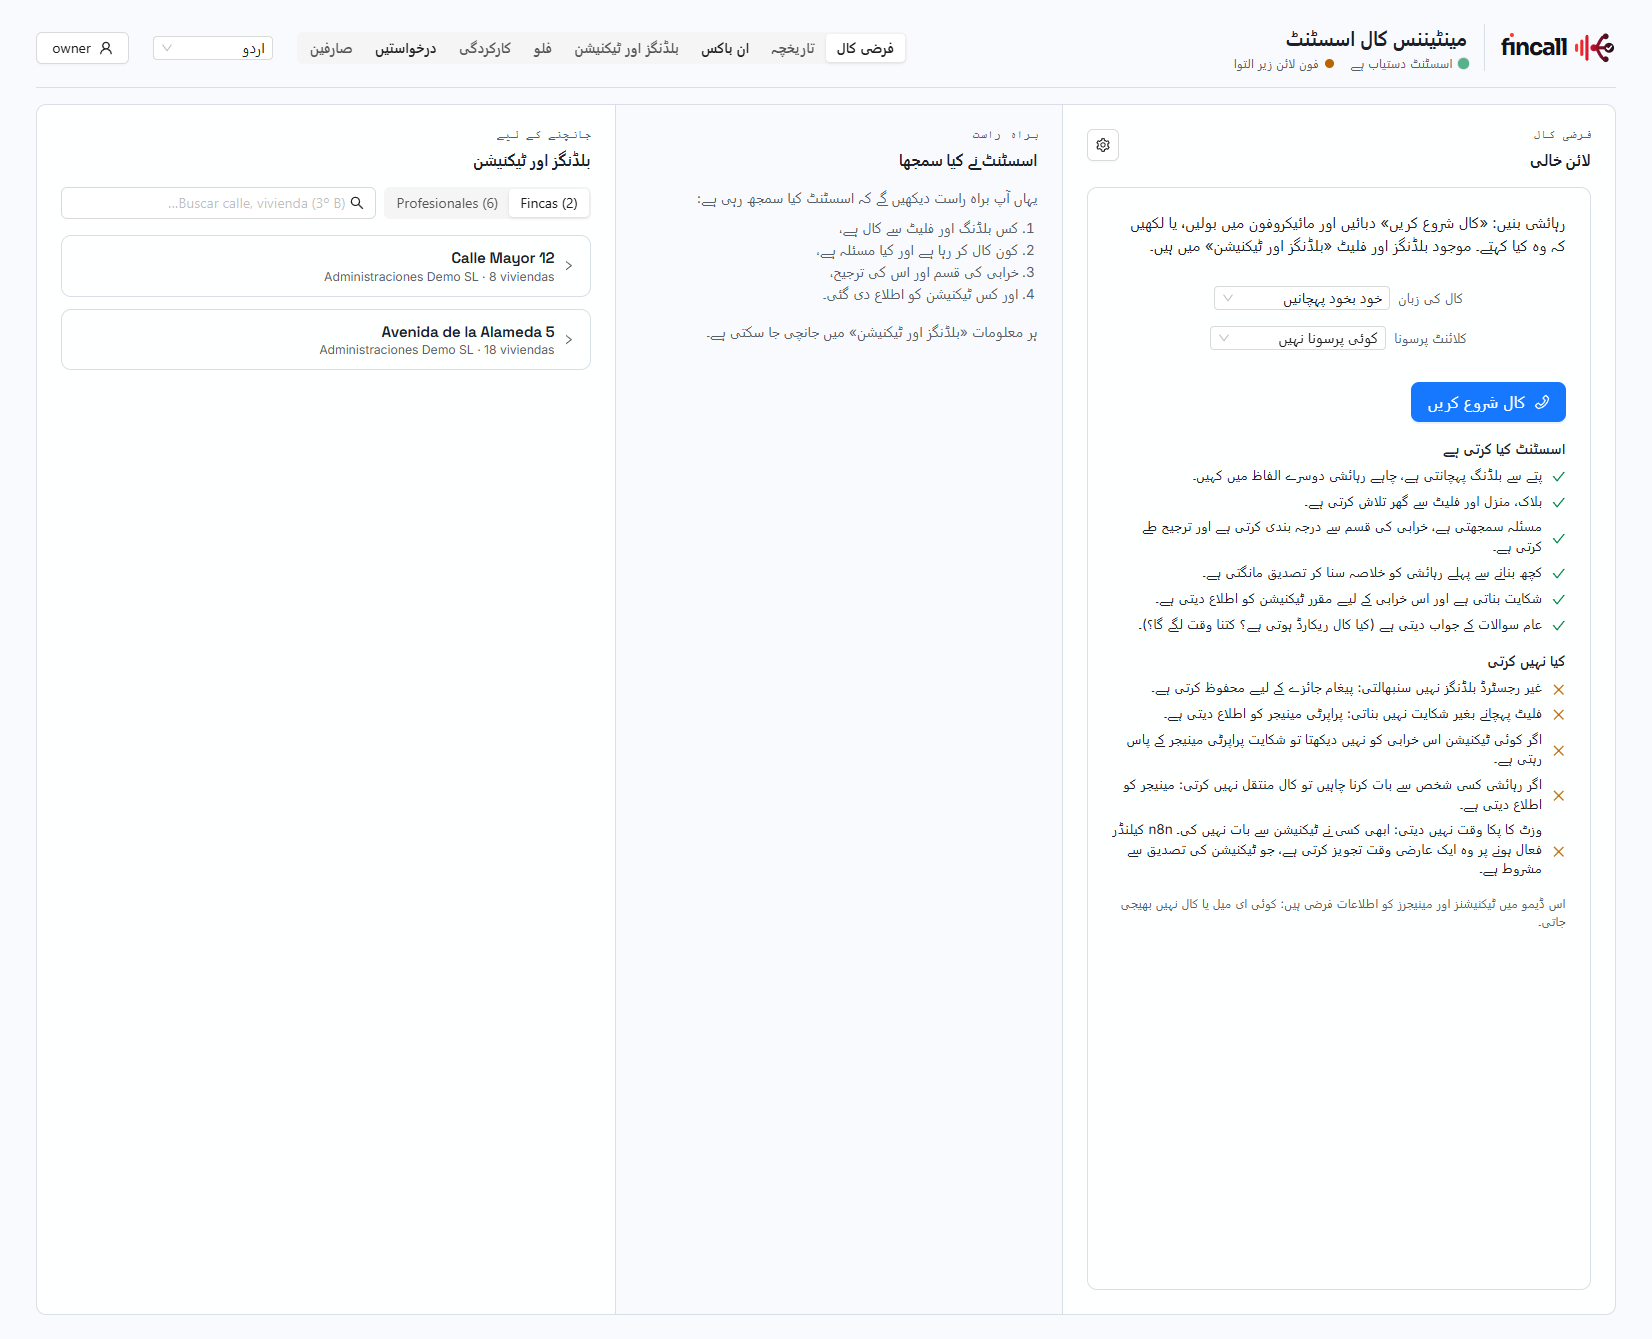 fincall
مینٹیننس کال اسسٹنٹ
اسسٹنٹ دستیاب ہے
فون لائن زیر التوا
فرضی کال
تاریخچہ
ان باکس
بلڈنگز اور ٹیکنیشن
فلو
کارکردگی
درخواستیں
صارفین
اردو
owner
فرضی کال
لائن خالی
رہائشی بنیں: «کال شروع کریں» دبائیں اور مائیکروفون میں بولیں، یا لکھیں
کہ وہ کیا کہتے۔ موجود بلڈنگز اور فلیٹ «بلڈنگز اور ٹیکنیشن» میں ہیں۔
کال کی زبان
خود بخود پہچانیں
کلائنٹ پرسونا
کوئی پرسونا نہیں
کال شروع کریں
اسسٹنٹ کیا کرتی ہے
پتے سے بلڈنگ پہچانتی ہے، چاہے رہائشی دوسرے الفاظ میں کہیں۔
بلاک، منزل اور فلیٹ سے گھر تلاش کرتی ہے۔
مسئلہ سمجھتی ہے، خرابی کی قسم سے درجہ بندی کرتی ہے اور ترجیح طے
کرتی ہے۔
کچھ بنانے سے پہلے رہائشی کو خلاصہ سنا کر تصدیق مانگتی ہے۔
شکایت بناتی ہے اور اس خرابی کے لیے مقرر ٹیکنیشن کو اطلاع دیتی ہے۔
عام سوالات کے جواب دیتی ہے (کیا کال ریکارڈ ہوتی ہے؟ کتنا وقت لگے گا؟)۔
کیا نہیں کرتی
غیر رجسٹرڈ بلڈنگز نہیں سنبھالتی: پیغام جائزے کے لیے محفوظ کرتی ہے۔
فلیٹ پہچانے بغیر شکایت نہیں بناتی: پراپرٹی مینیجر کو اطلاع دیتی ہے۔
اگر کوئی ٹیکنیشن اس خرابی کو نہیں دیکھتا تو شکایت پراپرٹی مینیجر کے پاس
رہتی ہے۔
اگر رہائشی کسی شخص سے بات کرنا چاہیں تو کال منتقل نہیں کرتی: مینیجر کو
اطلاع دیتی ہے۔
وزٹ کا پکا وقت نہیں دیتی: ابھی کسی نے ٹیکنیشن سے بات نہیں کی۔ n8n کیلنڈر
فعال ہونے پر وہ ایک عارضی وقت تجویز کرتی ہے، جو ٹیکنیشن کی تصدیق سے
مشروط ہے۔
اس ڈیمو میں ٹیکنیشنز اور مینیجرز کو اطلاعات فرضی ہیں: کوئی ای میل یا کال نہیں بھیجی
جاتی۔
براہ راست
اسسٹنٹ نے کیا سمجھا
یہاں آپ براہ راست دیکھیں گے کہ اسسٹنٹ کیا سمجھ رہی ہے:
1. کس بلڈنگ اور فلیٹ سے کال ہے،
2. کون کال کر رہا ہے اور کیا مسئلہ ہے،
3. خرابی کی قسم اور اس کی ترجیح،
4. اور کس ٹیکنیشن کو اطلاع دی گئی۔
ہر معلومات «بلڈنگز اور ٹیکنیشن» میں جانچی جا سکتی ہے۔
جانچنے کے لیے
بلڈنگز اور ٹیکنیشن
Fincas (2)
Profesionales (6)
Buscar calle, vivienda (3º B)...
Calle Mayor 12
Administraciones Demo SL · 8 viviendas
Avenida de la Alameda 5
Administraciones Demo SL · 18 viviendas